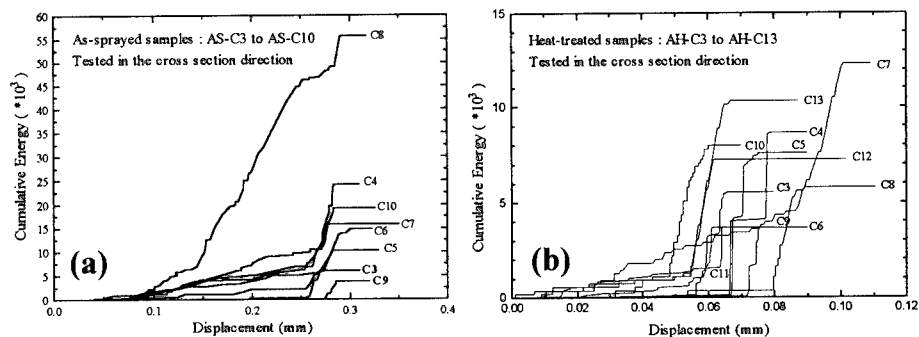 As-sprayed samples : AS-C3 to AS-C10
Tested in the cross section direction
C8
C4
C10
C7
C6
C5
C3
C9
(a)
60
55
50
45
40
35
30
25
20
15
10
5
0
0.0 0.1 0.2 0.3 0.4
Cumulative Energy ( *10³)
Displacement (mm)
Heat-treated samples : AH-C3 to AH-C13
Tested in the cross section direction
C7
C13
C4
C10
C5
C12
C3
C8
C9
C6
C11
(b)
15
10
5
0
0.00 0.02 0.04 0.06 0.08 0.10 0.12
Cumulative Energy ( *10³)
Displacement (mm)